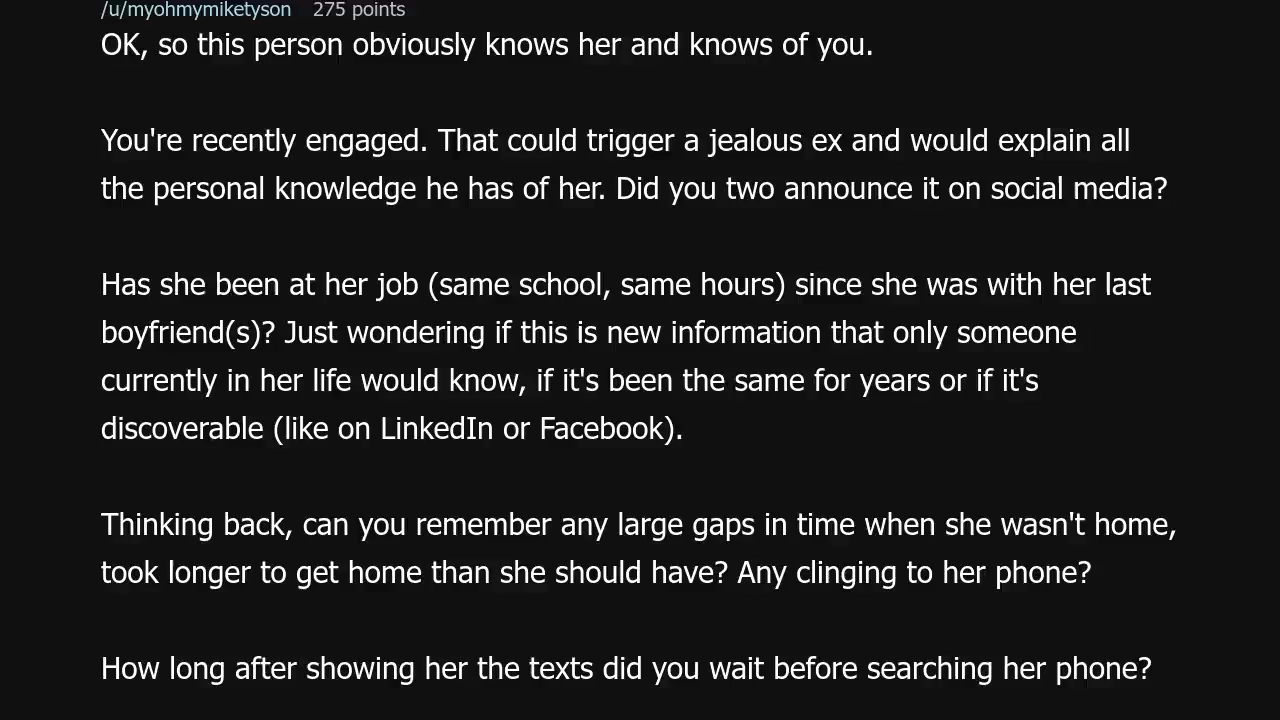 /u/myohmymiketyson 275 points
OK, so this person obviously knows her and knows of you.
You're recently engaged. That could trigger a jealous ex and would explain all
the personal knowledge he has of her. Did you two announce it on social media?
Has she been at her job (same school, same hours) since she was with her last
boyfriend(s)? Just wondering if this is new information that only someone
currently in her life would know, if it's been the same for years or if it's
discoverable (like on LinkedIn or Facebook).
Thinking back, can you remember any large gaps in time when she wasn't home,
took longer to get home than she should have? Any clinging to her phone?
How long after showing her the texts did you wait before searching her phone?